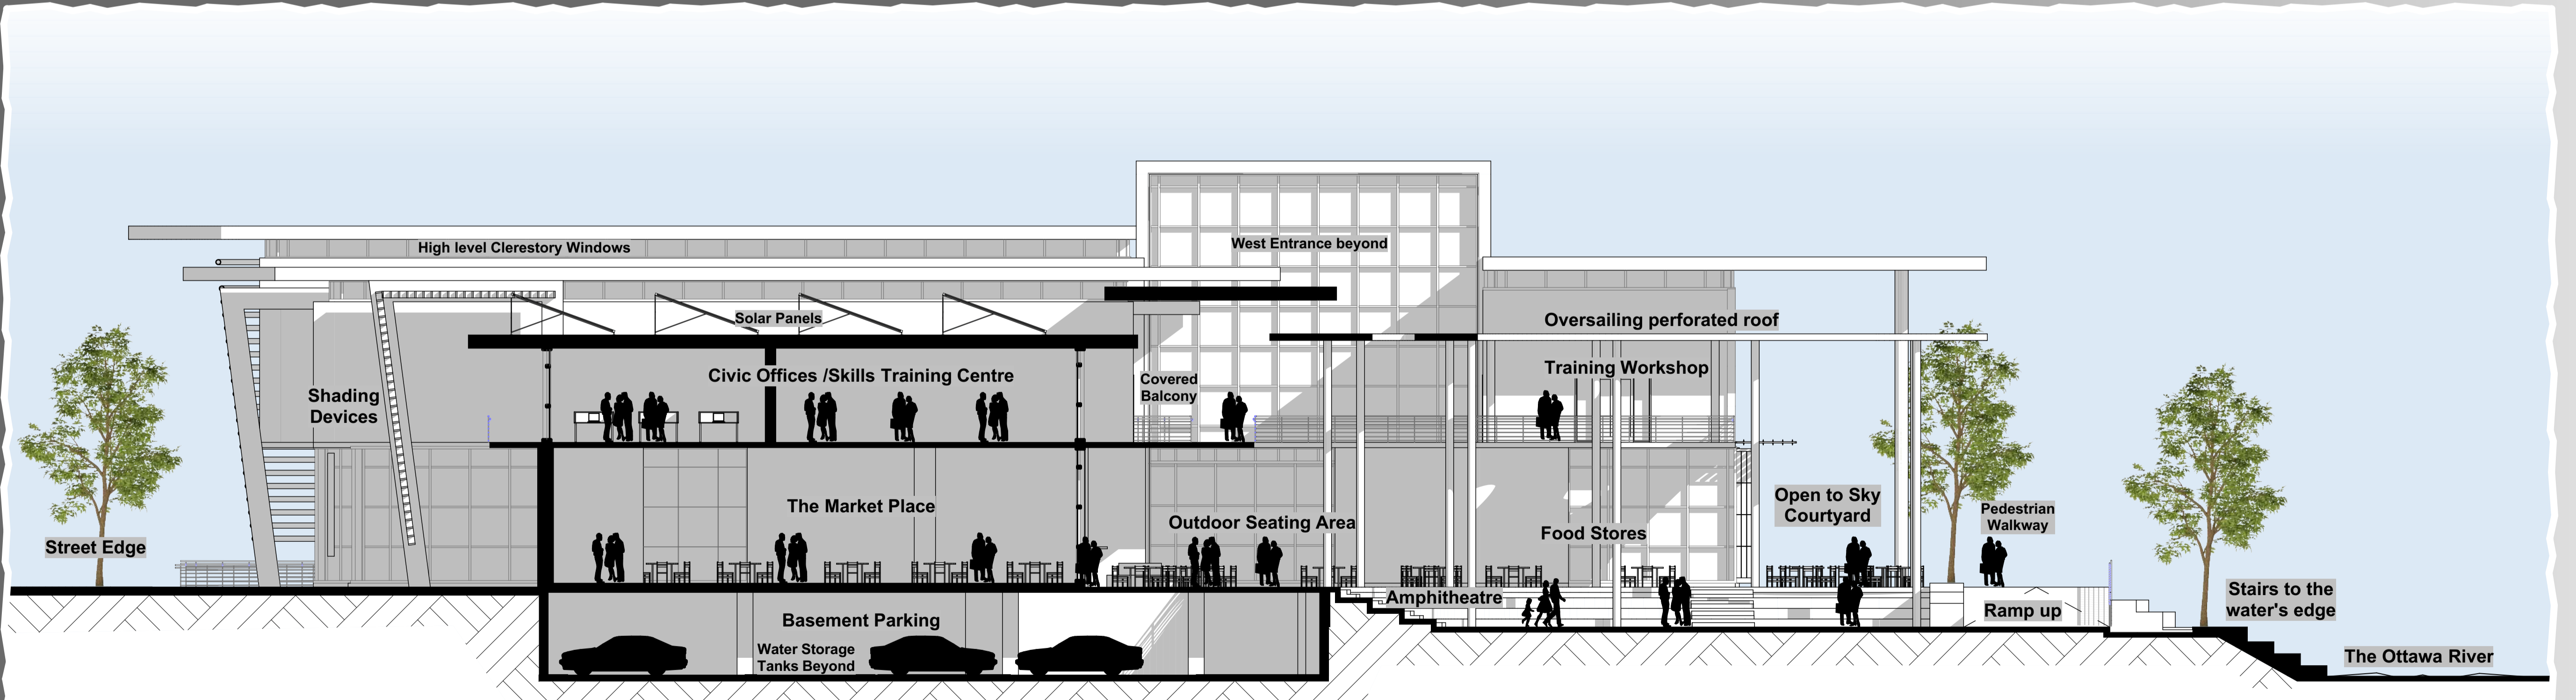 High level Clerestory Windows
West Entrance beyond
Solar Panels
Oversailing perforated roof
Civic Offices /Skills Training Centre
Covered
Balcony
Training Workshop
Shading
Devices
The Market Place
Outdoor Seating Area
Food Stores
Open to Sky
Courtyard
Pedestrian
Walkway
Street Edge
Amphitheatre
Ramp up
Stairs to the
water's edge
Basement Parking
Water Storage
Tanks Beyond
The Ottawa River